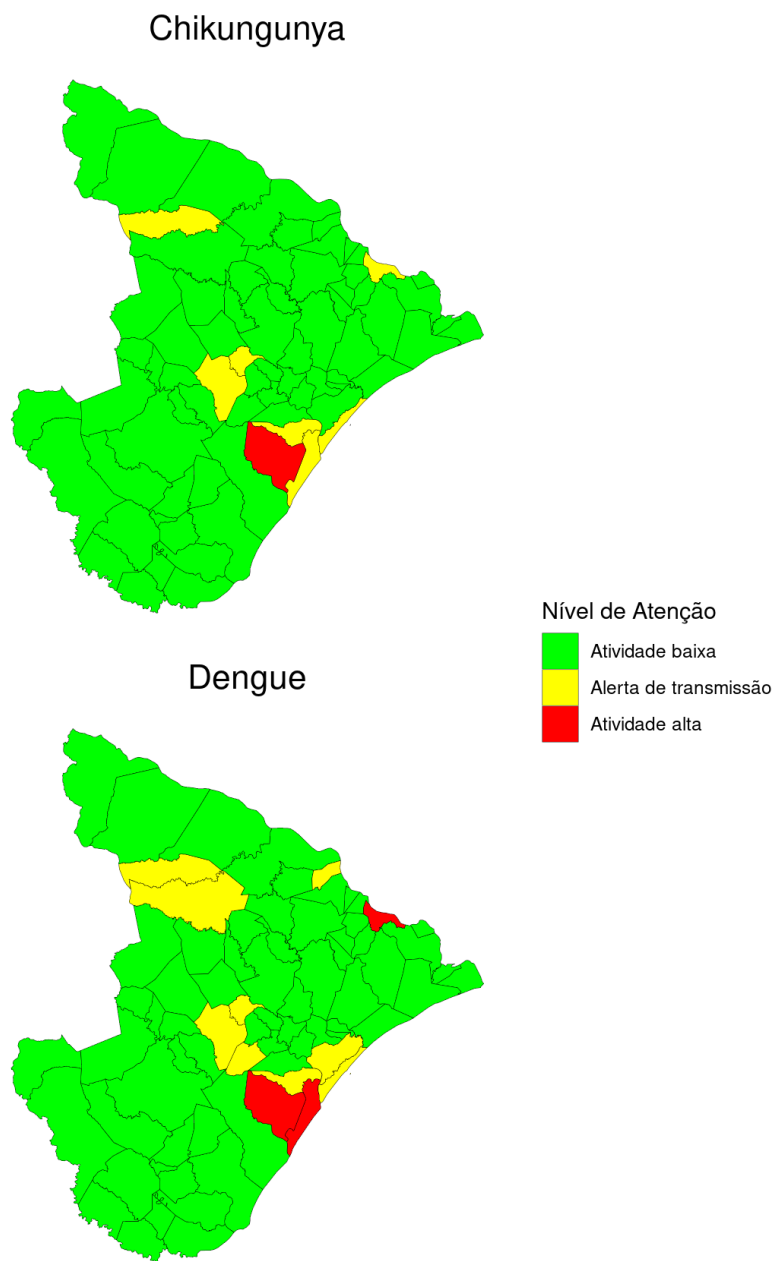 Chikungunya
Nível de Atenção
Atividade baixa
Alerta de transmissão
Atividade alta
Dengue